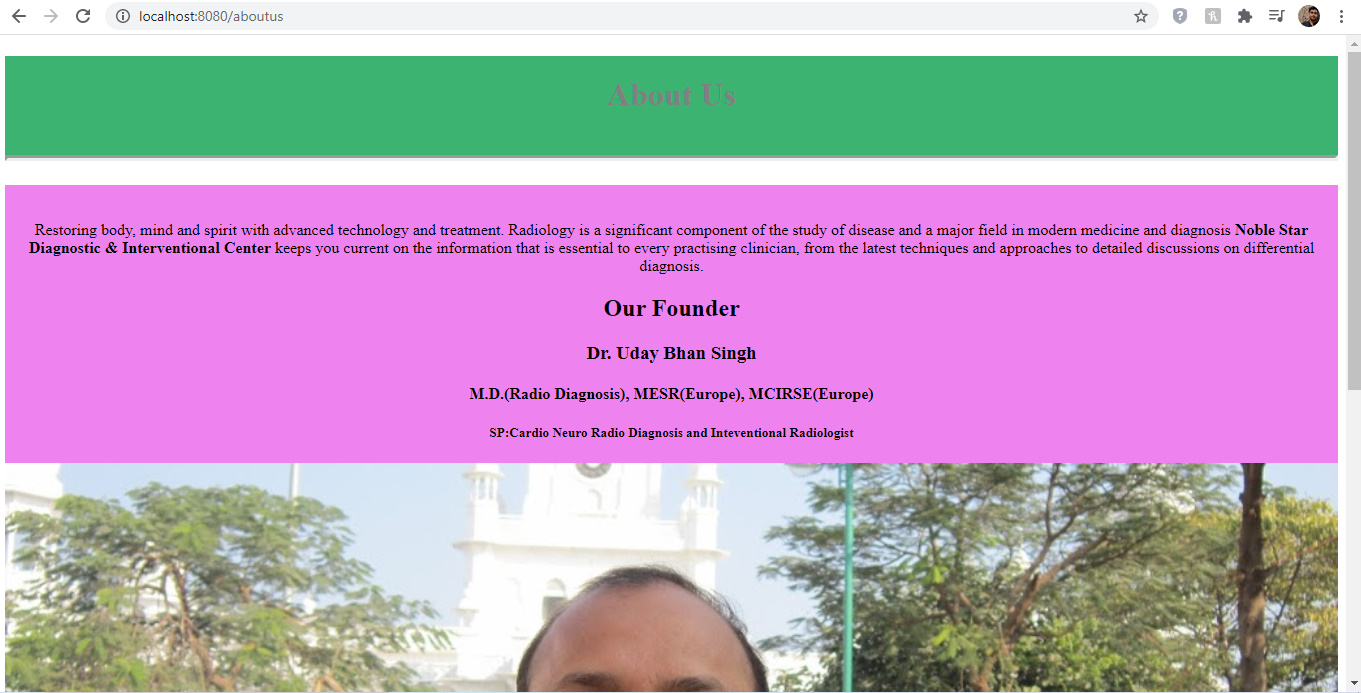 localhost:8080/aboutus
About Us
Restoring body, mind and spirit with advanced technology and treatment. Radiology is a significant component of the study of disease and a major field in modern medicine and diagnosis Noble Star
Diagnostic & Interventional Center keeps you current on the information that is essential to every practising clinician, from the latest techniques and approaches to detailed discussions on differential
diagnosis.
Our Founder
Dr. Uday Bhan Singh
M.D.(Radio Diagnosis), MESR(Europe), MCIRSE(Europe)
SP:Cardio Neuro Radio Diagnosis and Inteventional Radiologist